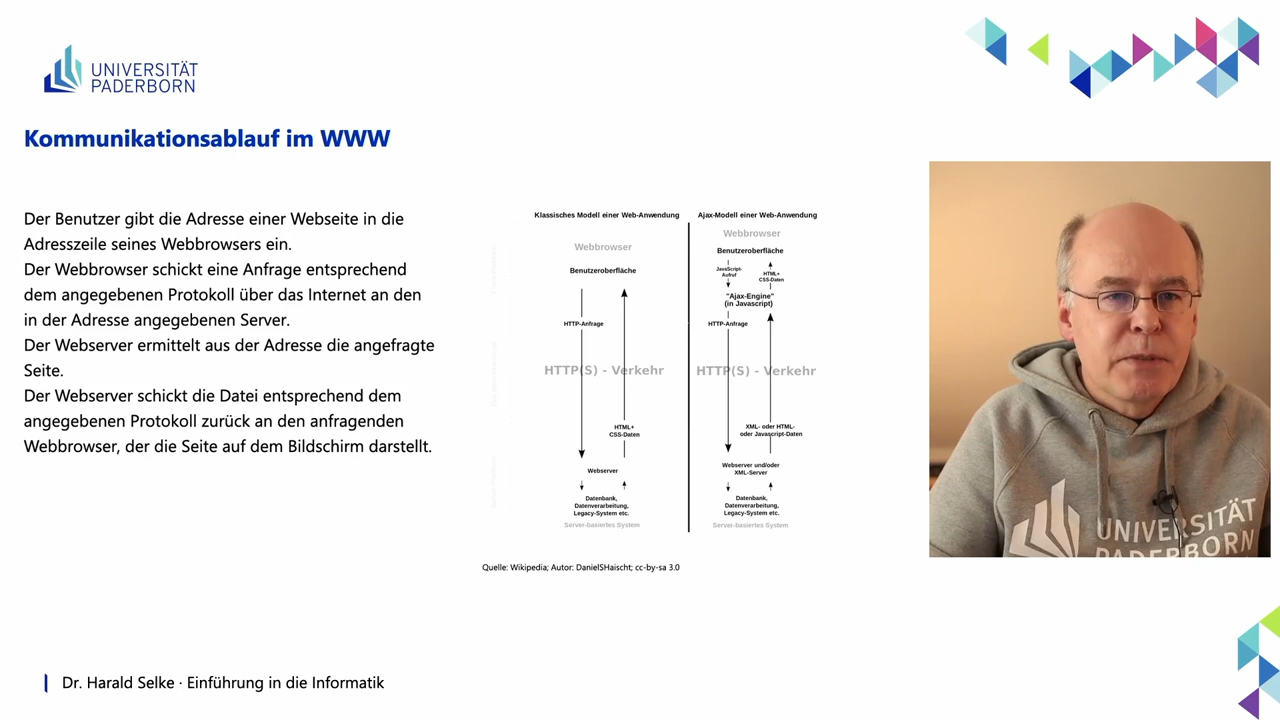 UNIVERSITÄT
PADERBORN
Kommunikationsablauf im WWW
Der Benutzer gibt die Adresse einer Webseite in die
Adresszeile seines Webbrowsers ein.
Der Webbrowser schickt eine Anfrage entsprechend
dem angegebenen Protokoll über das Internet an den
in der Adresse angegebenen Server.
Der Webserver ermittelt aus der Adresse die angefragte
Seite.
Der Webserver schickt die Datei entsprechend dem
angegebenen Protokoll zurück an den anfragenden
Webbrowser, der die Seite auf dem Bildschirm darstellt.
Klassisches Modell einer Web-Anwendung
Webbrowser
Benutzeroberfläche
HTTP-Anfrage
HTTP(S) - Verkehr
HTML+
CSS-Daten
Webserver
Datenbank,
Datenverarbeitung,
Legacy-System etc.
Server-basiertes System
Ajax-Modell einer Web-Anwendung
Webbrowser
Benutzeroberfläche
JavaScript-
Aufruf
HTML+
CSS-Daten
"Ajax-Engine"
(in Javascript)
HTTP-Anfrage
HTTP(S) - Verkehr
XML- oder HTML-
oder Javascript-Daten
Webserver und/oder
XML-Server
Datenbank,
Datenverarbeitung,
Legacy-System etc.
Server-basiertes System
Quelle: Wikipedia; Autor: DanielSHaischt; cc-by-sa 3.0
UNIVERSITÄT
PADERBORN
Dr. Harald Selke · Einführung in die Informatik